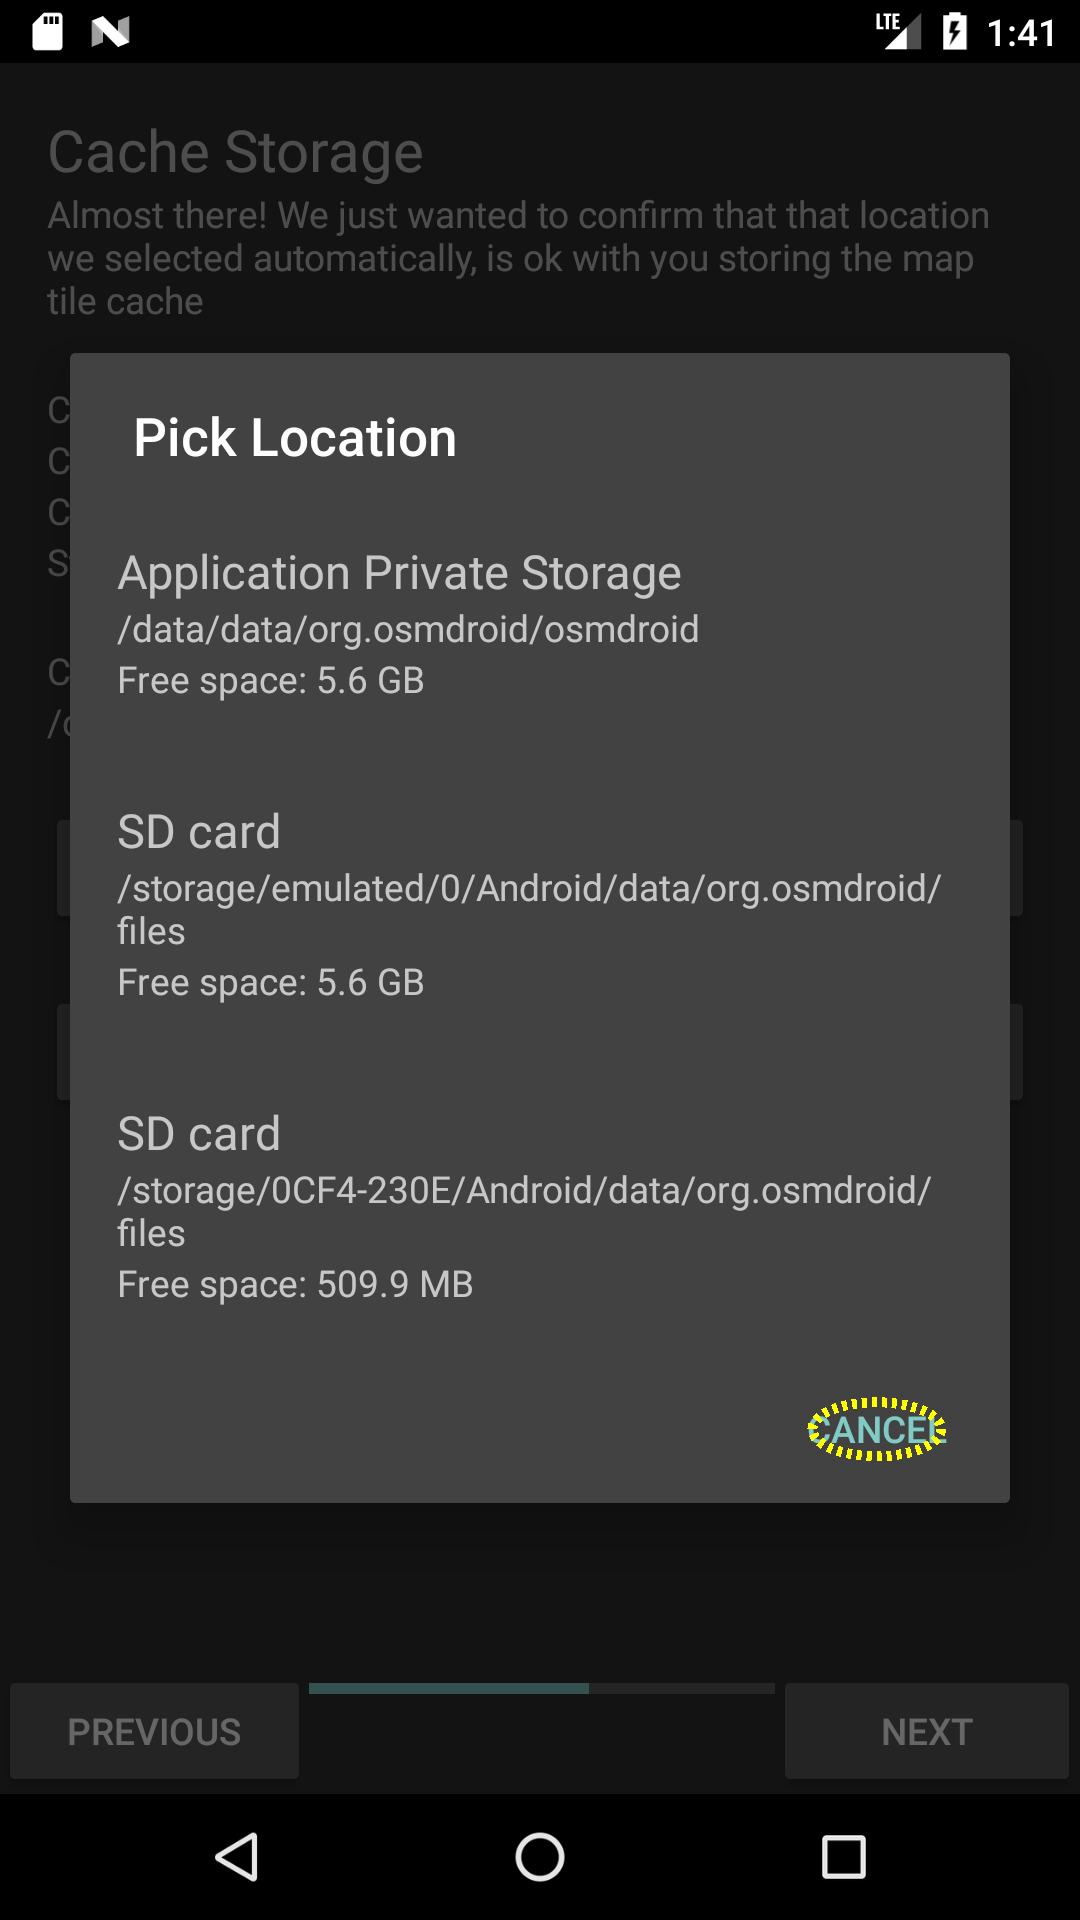 LTE 1:41
Cache Storage
Almost there! We just wanted to confirm that that location
we selected automatically, is ok with you storing the map
tile cache
Pick Location
Application Private Storage
/data/data/org.osmdroid/osmdroid
Free space: 5.6 GB
SD card
/storage/emulated/0/Android/data/org.osmdroid/
files
Free space: 5.6 GB
SD card
/storage/0CF4-230E/Android/data/org.osmdroid/
files
Free space: 509.9 MB
CANCEL
PREVIOUS
NEXT